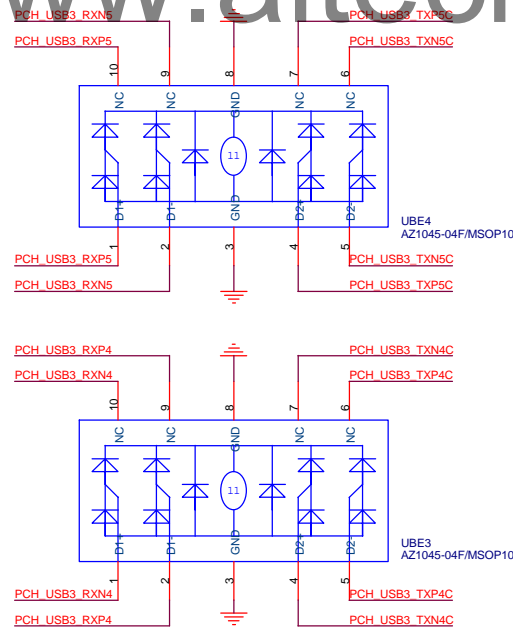 PCH_USB3_RXN5 PCH_USB3_TXP5C
PCH_USB3_RXP5 PCH_USB3_TXN5C
10 9 8 7 6
NC NC GND NC NC
11
D1+ D1- GND D2+ D2-
UBE4
AZ1045-04F/MSOP10
1 2 3 4 5
PCH_USB3_RXP5 PCH_USB3_TXN5C
PCH_USB3_RXN5 PCH_USB3_TXP5C
PCH_USB3_RXP4 PCH_USB3_TXN4C
PCH_USB3_RXN4 PCH_USB3_TXP4C
10 9 8 7 6
NC NC GND NC NC
11
D1+ D1- GND D2+ D2-
UBE3
AZ1045-04F/MSOP10
1 2 3 4 5
PCH_USB3_RXN4 PCH_USB3_TXP4C
PCH_USB3_RXP4 PCH_USB3_TXN4C